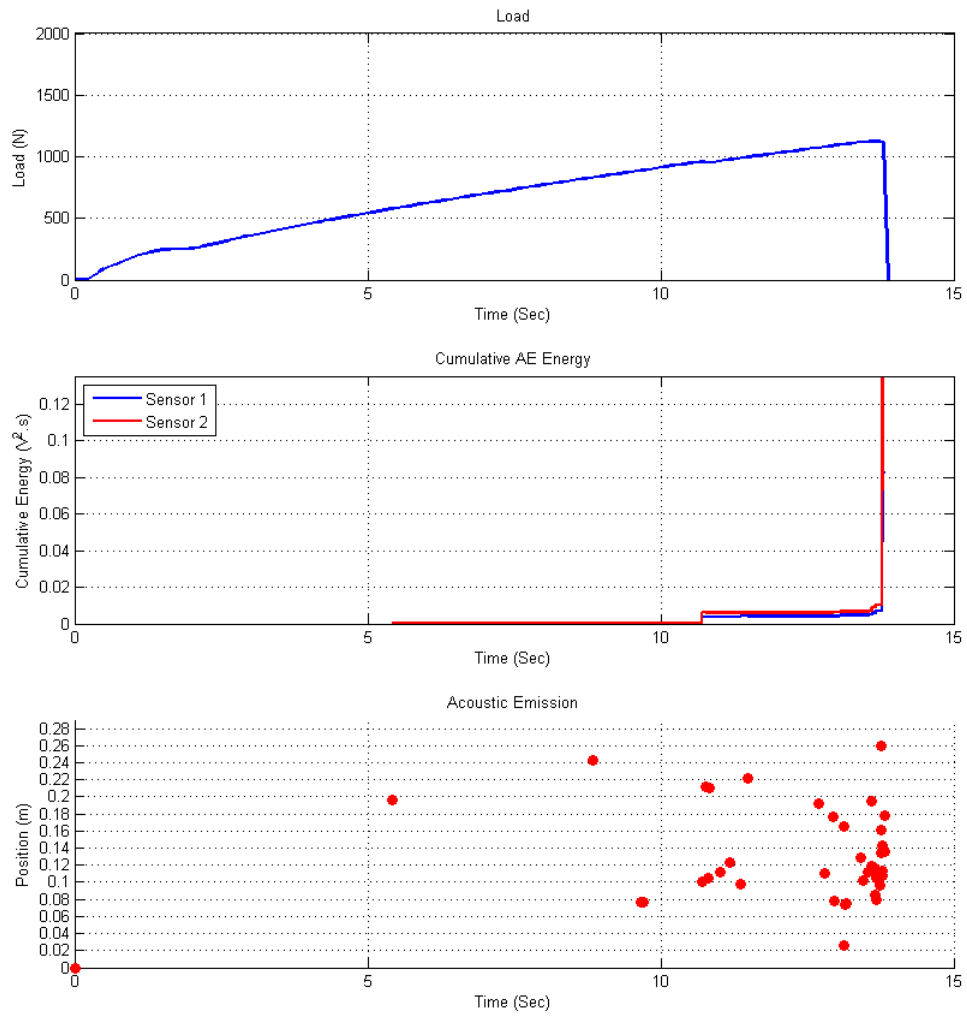 Load
2000
1500
1000
500
0
Load (N)
0 5 10 15
Time (Sec)
Cumulative AE Energy
Sensor 1
Sensor 2
0.12
0.1
0.08
0.06
0.04
0.02
0
Cumulative Energy (V².s)
0 5 10 15
Time (Sec)
Acoustic Emission
0.28
0.26
0.24
0.22
0.2
0.18
0.16
0.14
0.12
0.1
0.08
0.06
0.04
0.02
0
Position (m)
0 5 10 15
Time (Sec)